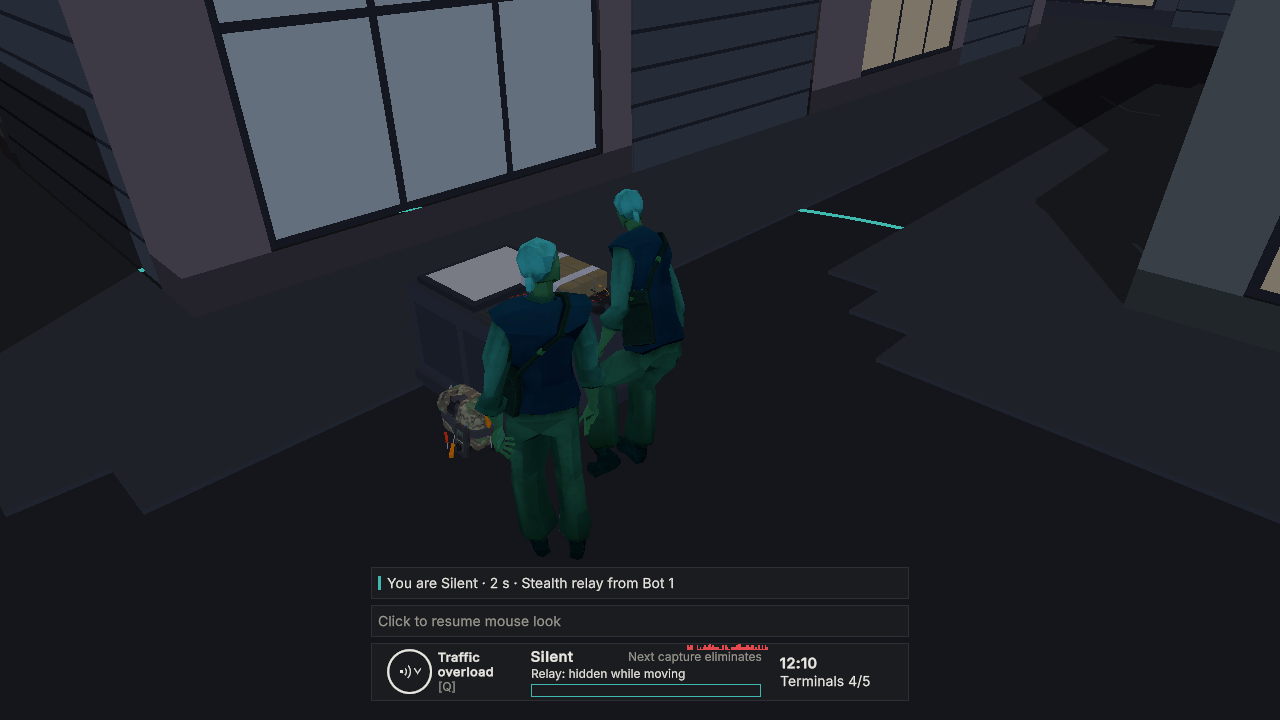 You are Silent · 2 s · Stealth relay from Bot 1
Click to resume mouse look
Traffic overload
[Q]
Silent
Next capture eliminates
Relay: hidden while moving
12:10
Terminals 4/5